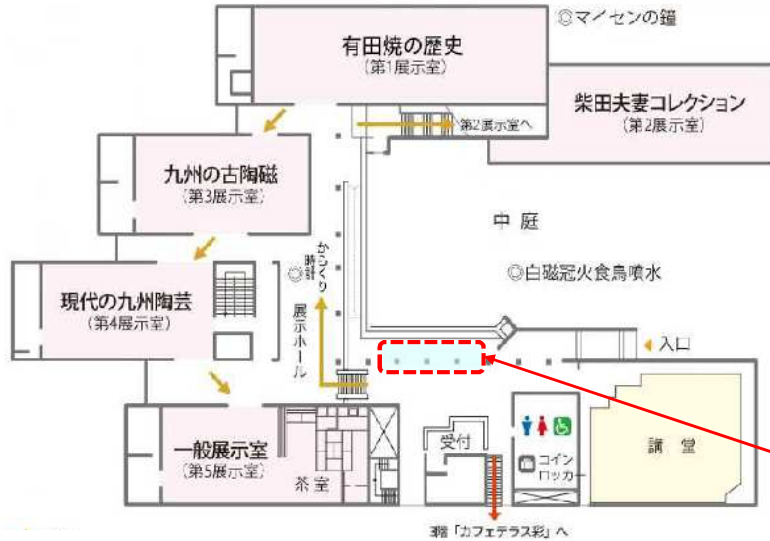 ◎マイセンの鐘
有田焼の歴史
(第1展示室)
柴田夫妻コレクション
(第2展示室)
第2展示室へ
九州の古陶磁
(第3展示室)
中庭
からくり
時計
◎
◎白磁冠火食鳥噴水
現代の九州陶芸
(第4展示室)
展示ホール
入口
一般展示室
(第5展示室)
茶室
受付
コイン
ロッカー
講堂
3階「カフェテラス彩」へ